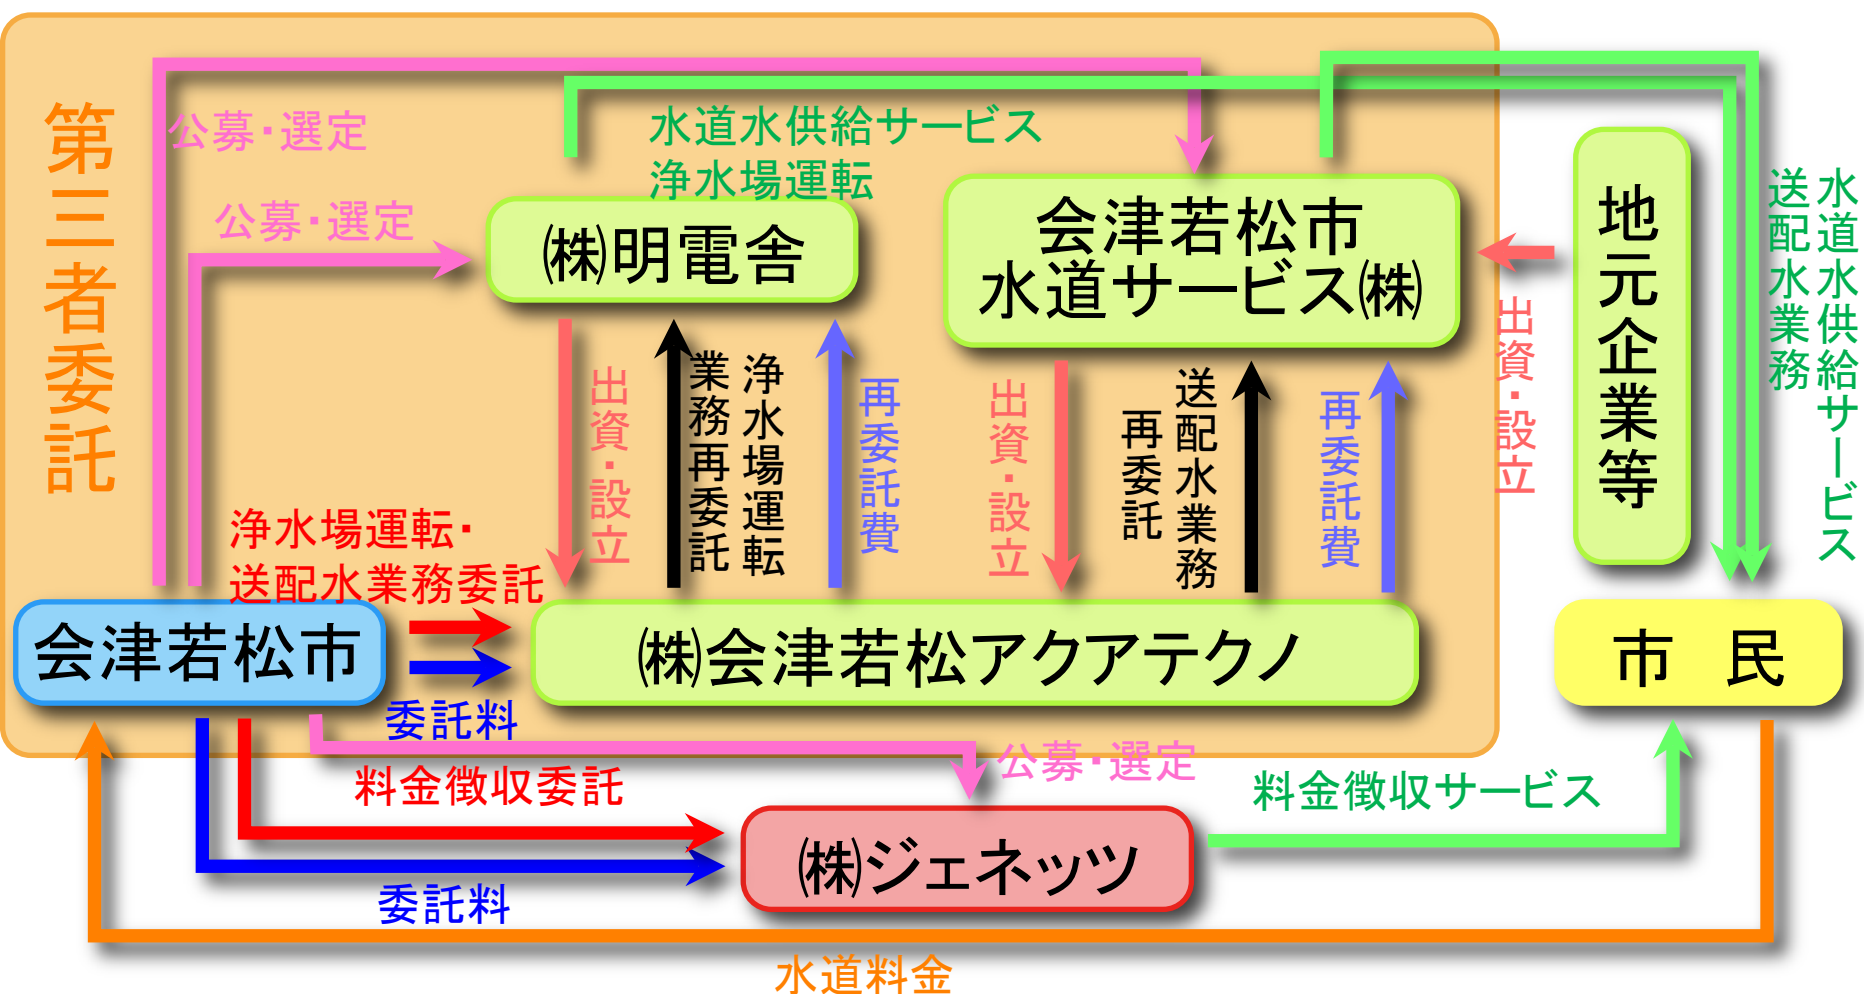 第三者委託
公募・選定
公募・選定
水道水供給サービス
浄水場運転
㈱明電舎
会津若松市
水道サービス㈱
地元企業等
水道水供給サービス
送配水業務
出資・設立
出資・設立
浄水場運転
業務再委託
再委託費
出資・設立
送配水業務
再委託
再委託費
浄水場運転・
送配水業務委託
会津若松市
㈱会津若松アクアテクノ
市 民
委託料
公募・選定
料金徴収委託
料金徴収サービス
㈱ジェネッツ
委託料
水道料金